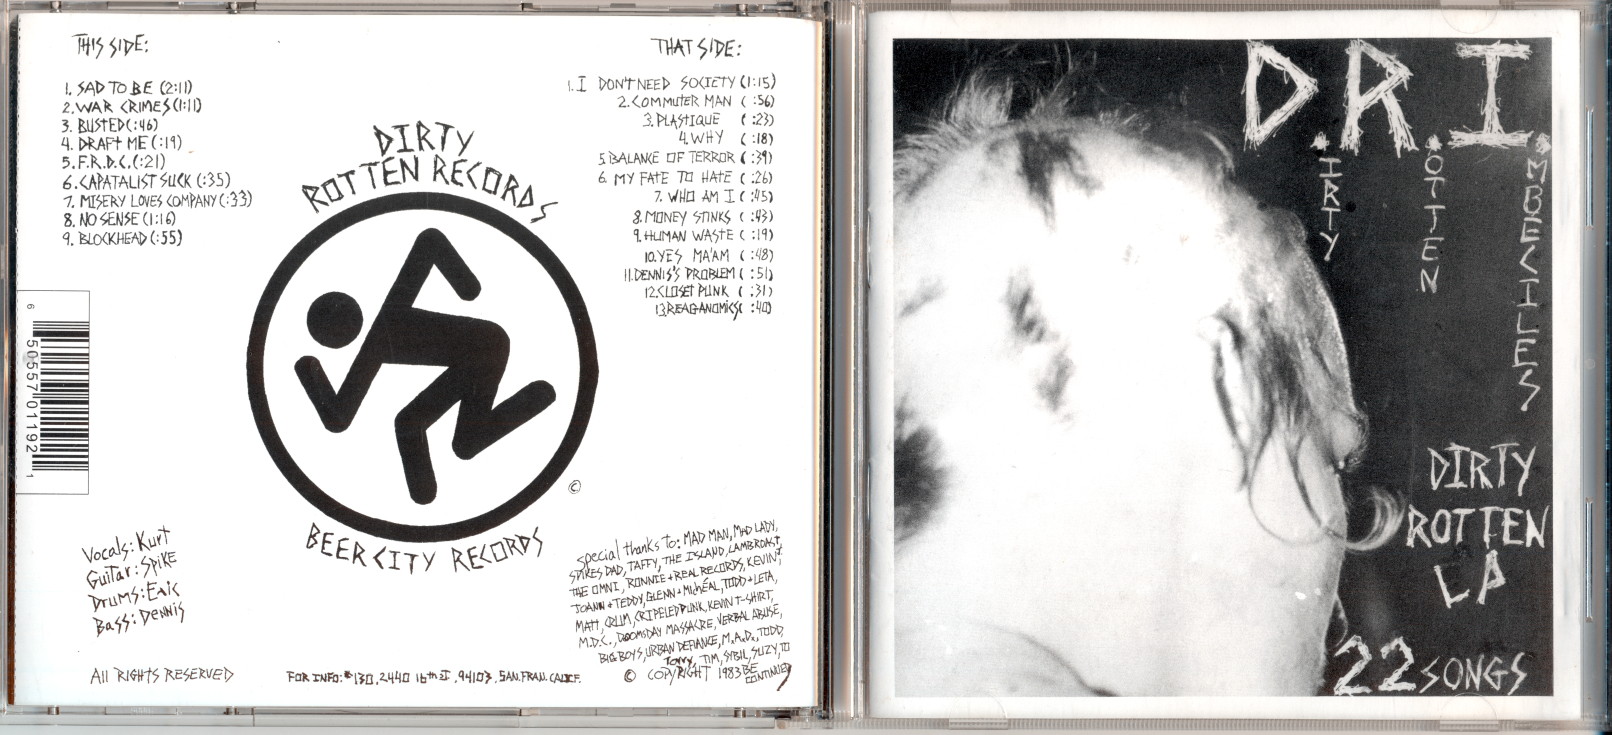 THIS SIDE:
1. SAD TO BE (2:11)
2. WAR CRIMES (1:11)
3. BUSTED (:46)
4. DRAFT ME (:19)
5. F.R.D.C. (:21)
6. CAPATALIST SUCK (:35)
7. MISERY LOVES COMPANY (:33)
8. NO SENSE (1:16)
9. BLOCKHEAD (:55)
THAT SIDE:
1. I DON'T NEED SOCIETY (1:15)
2. COMMUTER MAN ( :56)
3. PLASTIQUE ( :23)
4. WHY ( :18)
5. BALANCE OF TERROR ( :39)
6. MY FATE TO HATE ( :26)
7. WHO AM I ( :45)
8. MONEY STINKS ( :43)
9. HUMAN WASTE ( :19)
10. YES MA'AM ( :48)
11. DENNIS'S PROBLEM ( :51)
12. CLOSET PUNK ( :31)
13. REAGANOMICS ( :40)
DIRTY
ROTTEN RECORDS
©
BEER CITY RECORDS
6 50557 01192 1
Vocals: Kurt
Guitar: Spike
Drums: Eric
Bass: Dennis
All RIGHTS RESERVED
FOR INFO: #130, 2440 16th ST, 94103, SAN. FRAN. CALIF.
special thanks to: MAD MAN, MAD LADY,
SPIKES DAD, TAFFY, THE ISLAND, LAMBROAST,
THE OMNI, RONNIE + REAL RECORDS, KEVIN,
JOANN + TEDDY, GLENN + MICHEAL, TODD + LETA,
MATT, CRUM, CRIPELED PUNK, KEVIN T-SHIRT,
M.D.C., DOOMSDAY MASSACRE, VERBAL ABUSE,
BIG BOYS, URBAN DEFIANCE, M.A.D., TODD,
Tony, TIM, SYBIL, SUZY, TO
BE CONTINUED
© COPYRIGHT 1983
D.R.I.
DIRTY
ROTTEN
IMBECILES
DIRTY
ROTTEN
LP
22 SONGS